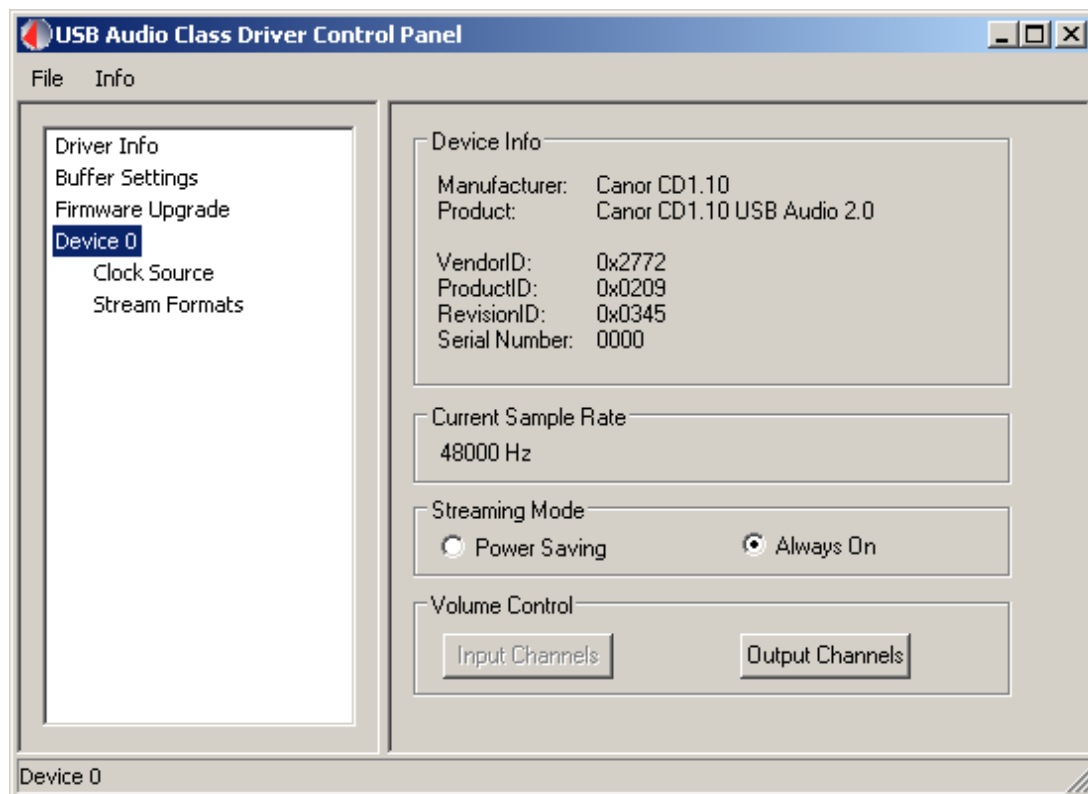 USB Audio Class Driver Control Panel
File Info
Driver Info
Buffer Settings
Firmware Upgrade
Device 0
Clock Source
Stream Formats
Device Info
Manufacturer: Canor CD1.10
Product: Canor CD1.10 USB Audio 2.0
VendorID: 0x2772
ProductID: 0x0209
RevisionID: 0x0345
Serial Number: 0000
Current Sample Rate
48000 Hz
Streaming Mode
Power Saving Always On
Volume Control
Input Channels Output Channels
Device 0